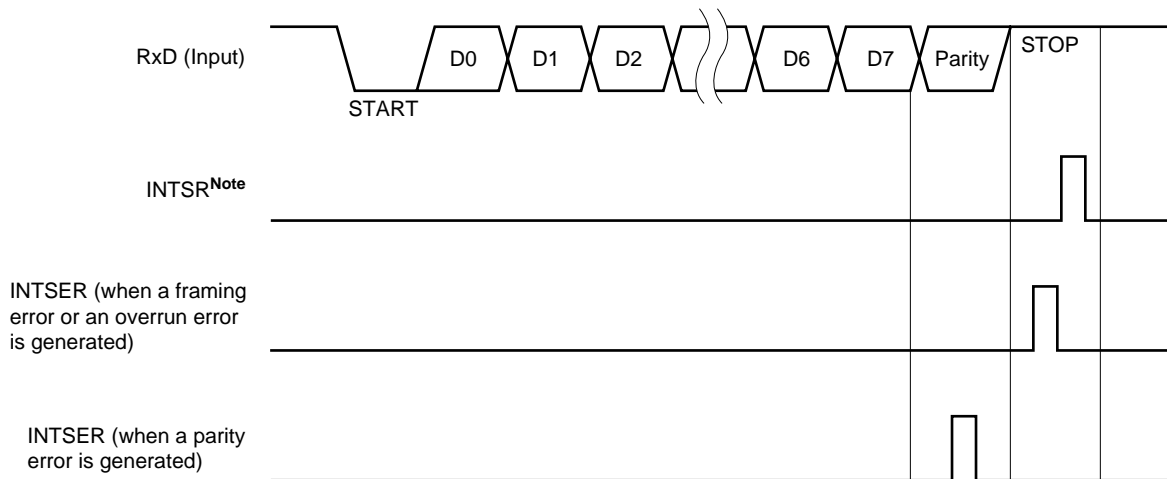 RxD (Input)
D0
D1
D2
D6
D7
Parity
STOP
START
INTSRNote
INTSER (when a framing
error or an overrun error
is generated)
INTSER (when a parity
error is generated)